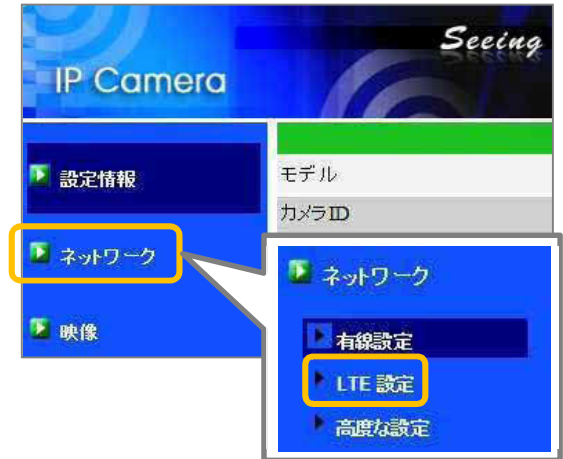 Seeing
IP Camera
設定情報
モデル
カメラID
ネットワーク
映像
ネットワーク
有線設定
LTE 設定
高度な設定